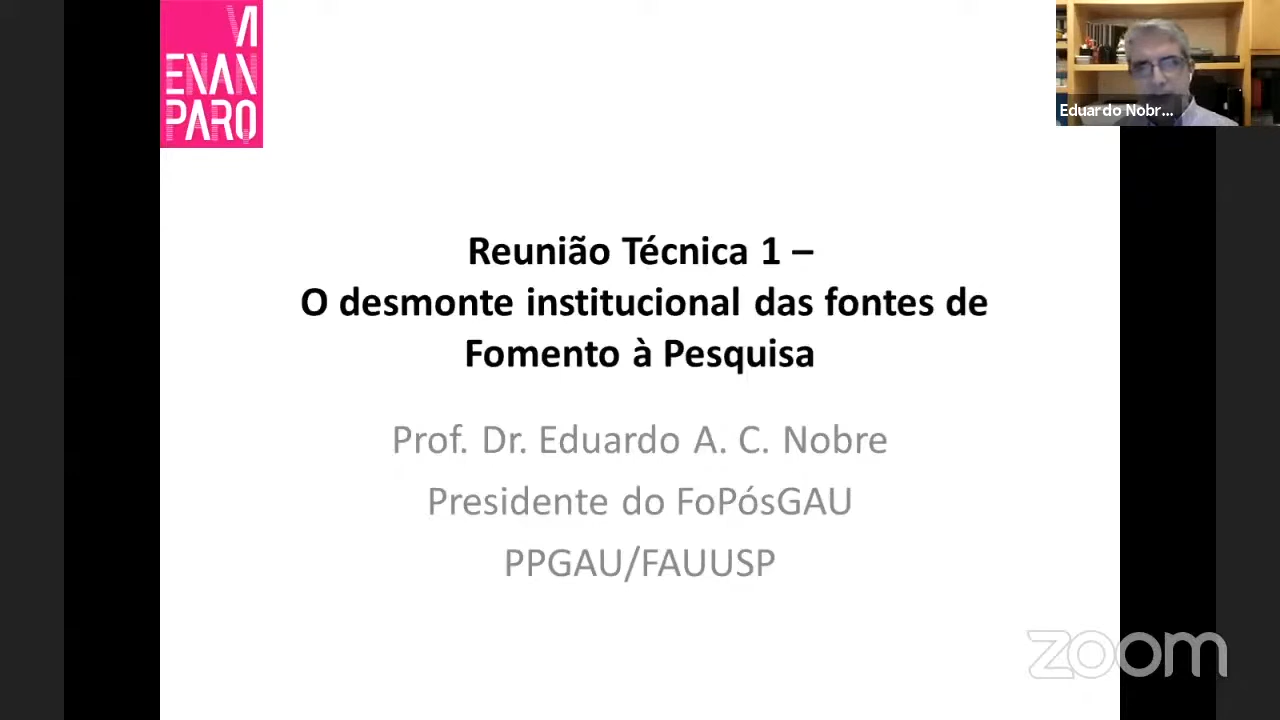 VI
ENAN
PARQ
Eduardo Nobr...
Reunião Técnica 1 –
O desmonte institucional das fontes de
Fomento à Pesquisa
Prof. Dr. Eduardo A. C. Nobre
Presidente do FoPósGAU
PPGAU/FAUUSP
zoom